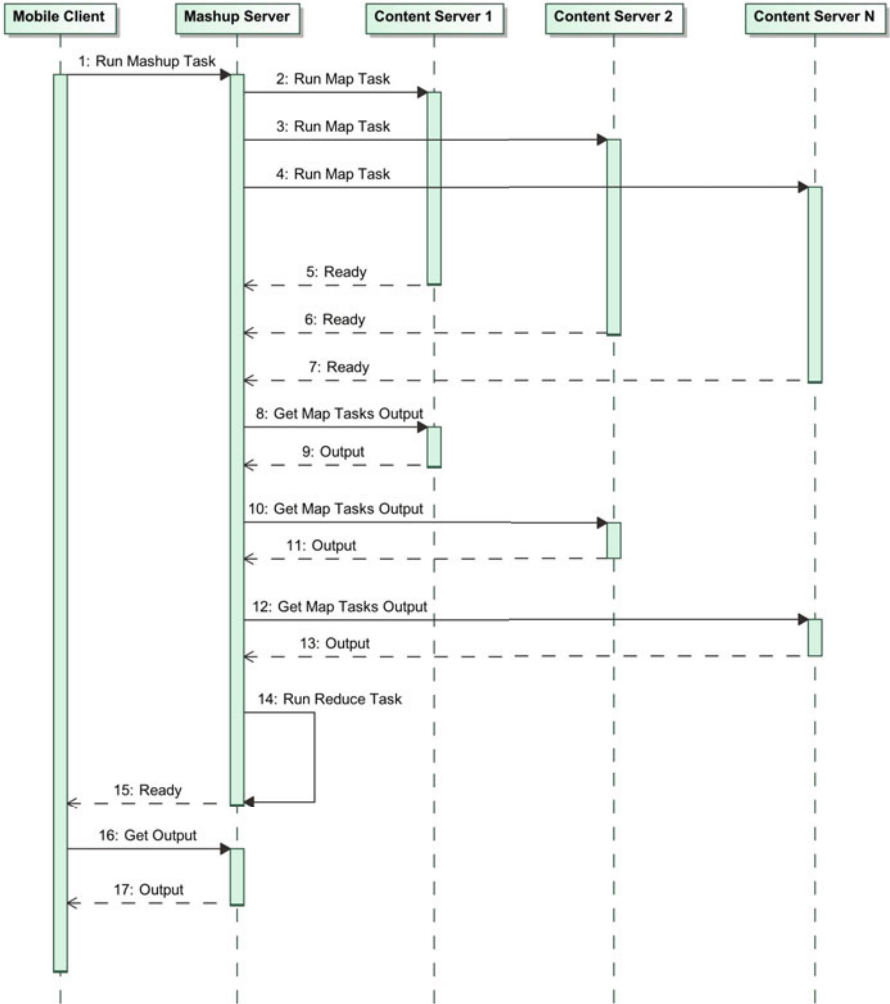 Mobile Client
Mashup Server
Content Server 1
Content Server 2
Content Server N
1: Run Mashup Task
2: Run Map Task
3: Run Map Task
4: Run Map Task
5: Ready
6: Ready
7: Ready
8: Get Map Tasks Output
9: Output
10: Get Map Tasks Output
11: Output
12: Get Map Tasks Output
13: Output
14: Run Reduce Task
15: Ready
16: Get Output
17: Output